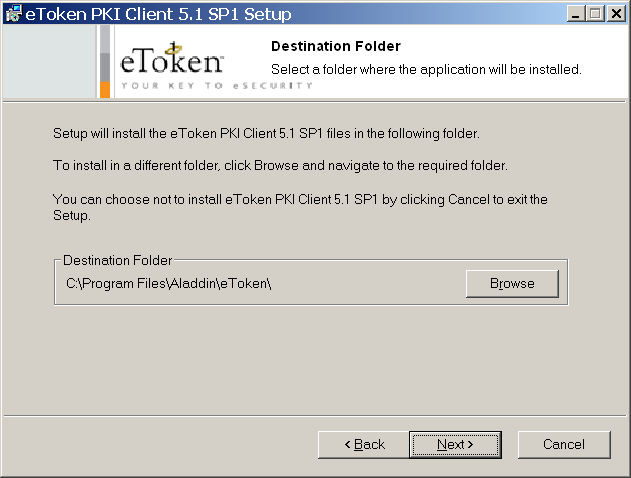 eToken PKI Client 5.1 SP1 Setup
Destination Folder
Select a folder where the application will be installed.
eToken
YOUR KEY TO eSECURITY
Setup will install the eToken PKI Client 5.1 SP1 files in the following folder.
To install in a different folder, click Browse and navigate to the required folder.
You can choose not to install eToken PKI Client 5.1 SP1 by clicking Cancel to exit the
Setup.
Destination Folder
C:\Program Files\Aladdin\eToken\
Browse
< Back
Next >
Cancel